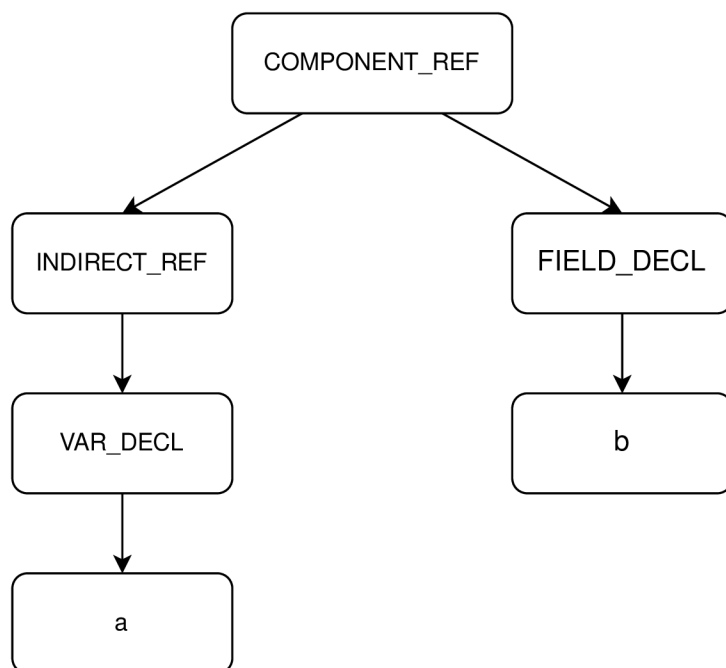 COMPONENT_REF
INDIRECT_REF
FIELD_DECL
VAR_DECL
b
a